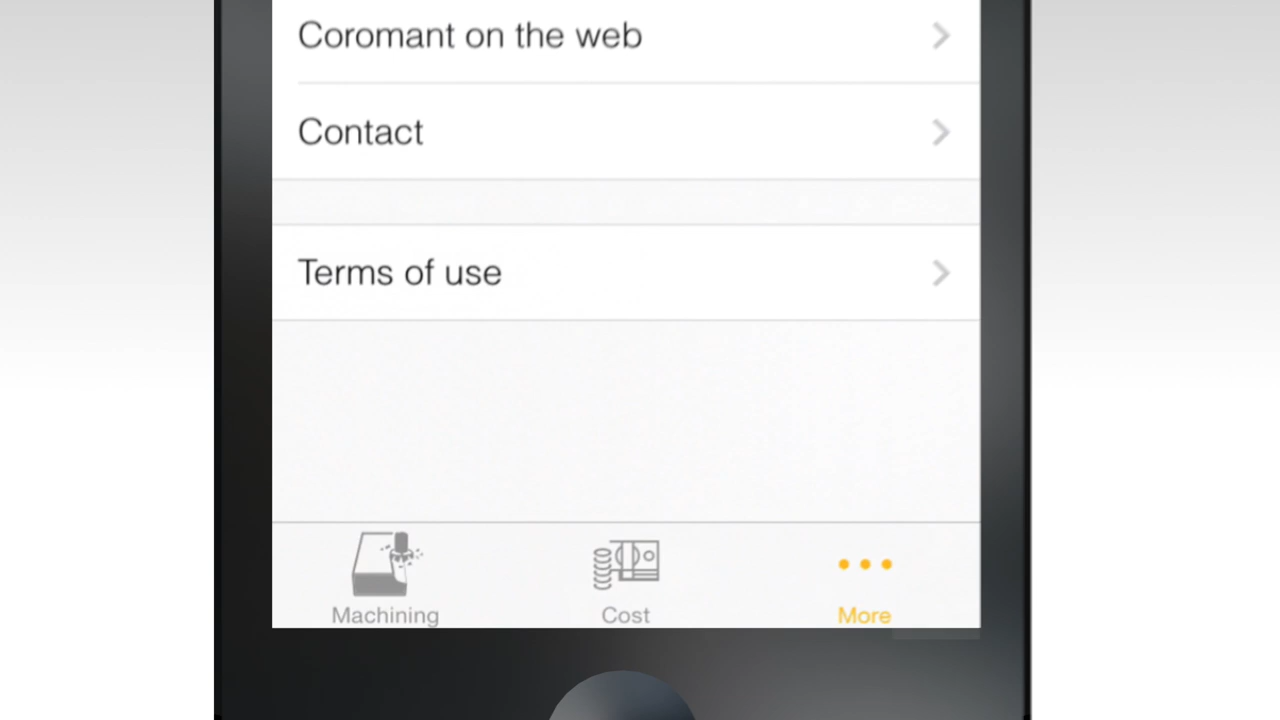 Coromant on the web
Contact
Terms of use
Machining
Cost
More